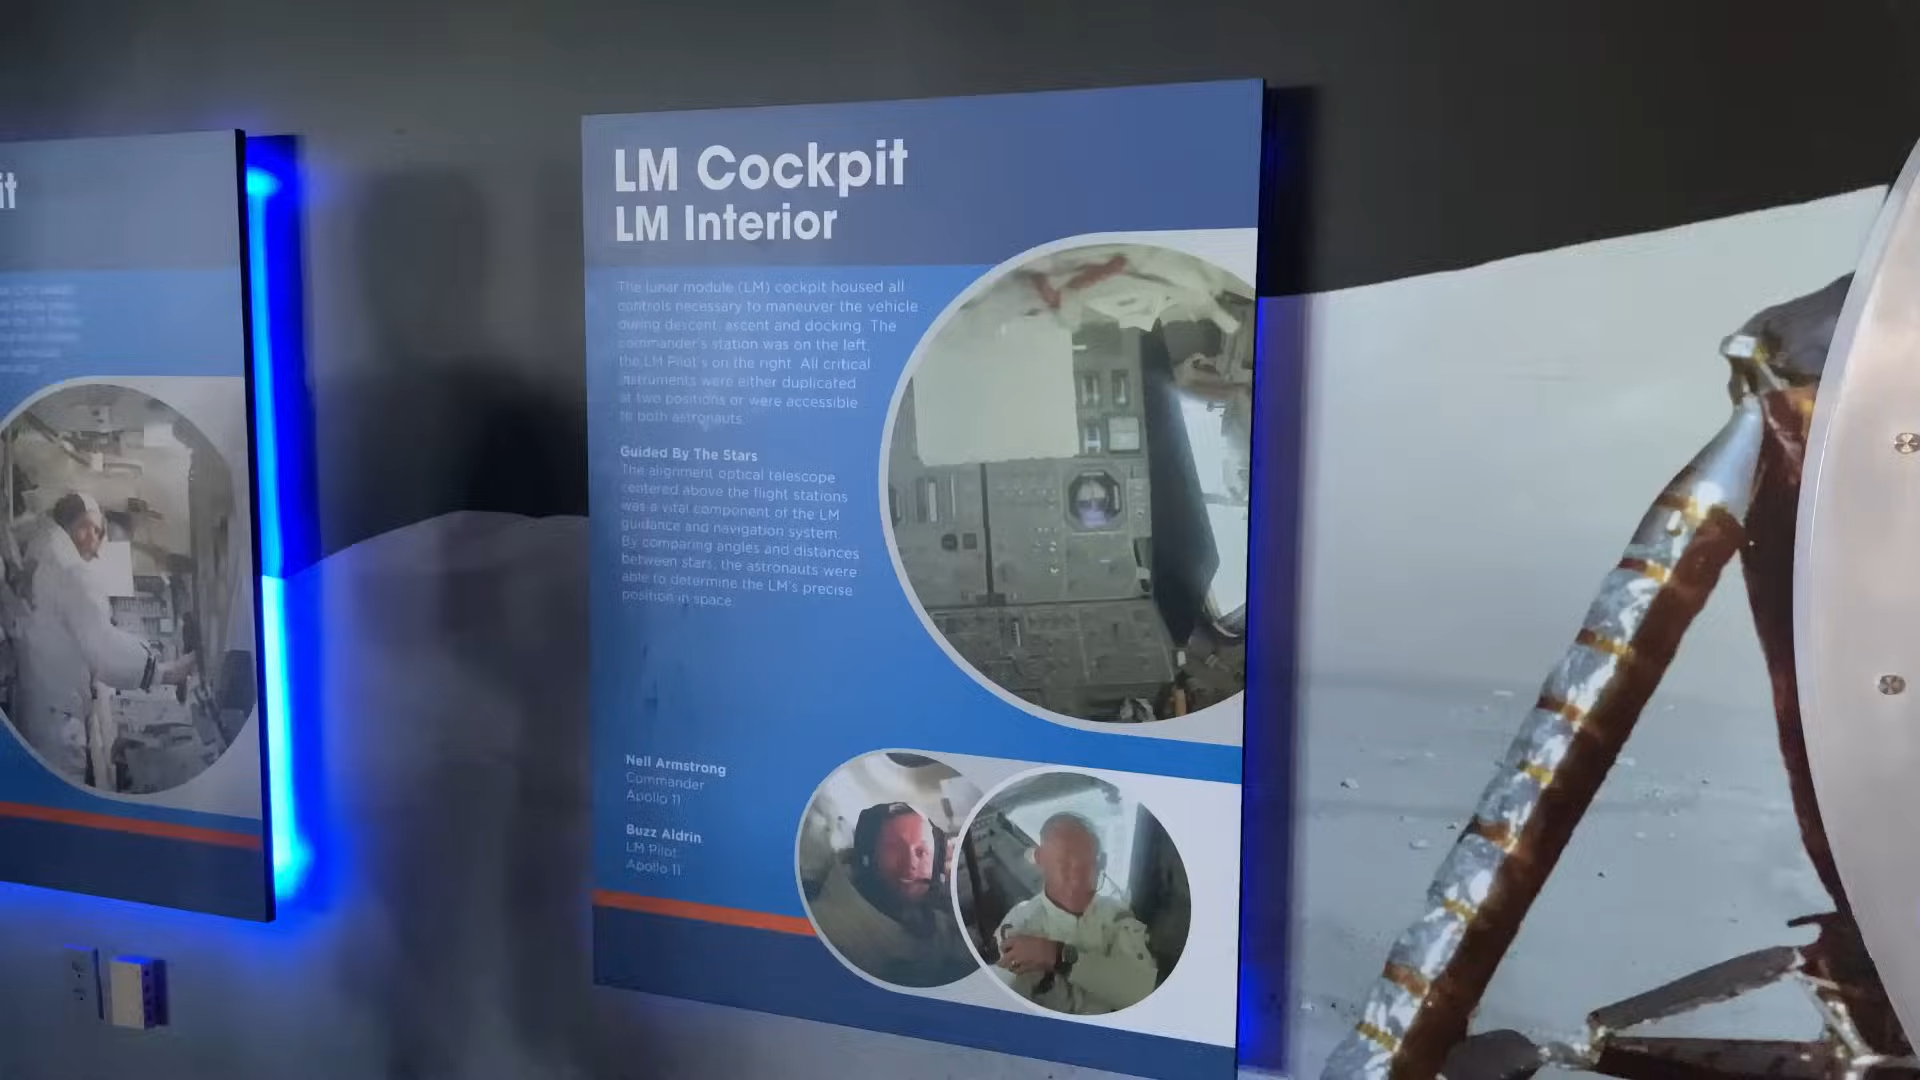 it
LM Cockpit
LM Interior
The lunar module (LM) cockpit housed all
controls necessary to maneuver the vehicle
during descent, ascent and docking. The
commander's station was on the left,
the LM Pilot's on the right. All critical
instruments were either duplicated
at two positions or were accessible
to both astronauts.
Guided By The Stars
The alignment optical telescope
centered above the flight stations
was a vital component of the LM
guidance and navigation system.
By comparing angles and distances
between stars, the astronauts were
able to determine the LM's precise
position in space.
Neil Armstrong
Commander
Apollo 11
Buzz Aldrin
LM Pilot
Apollo 11